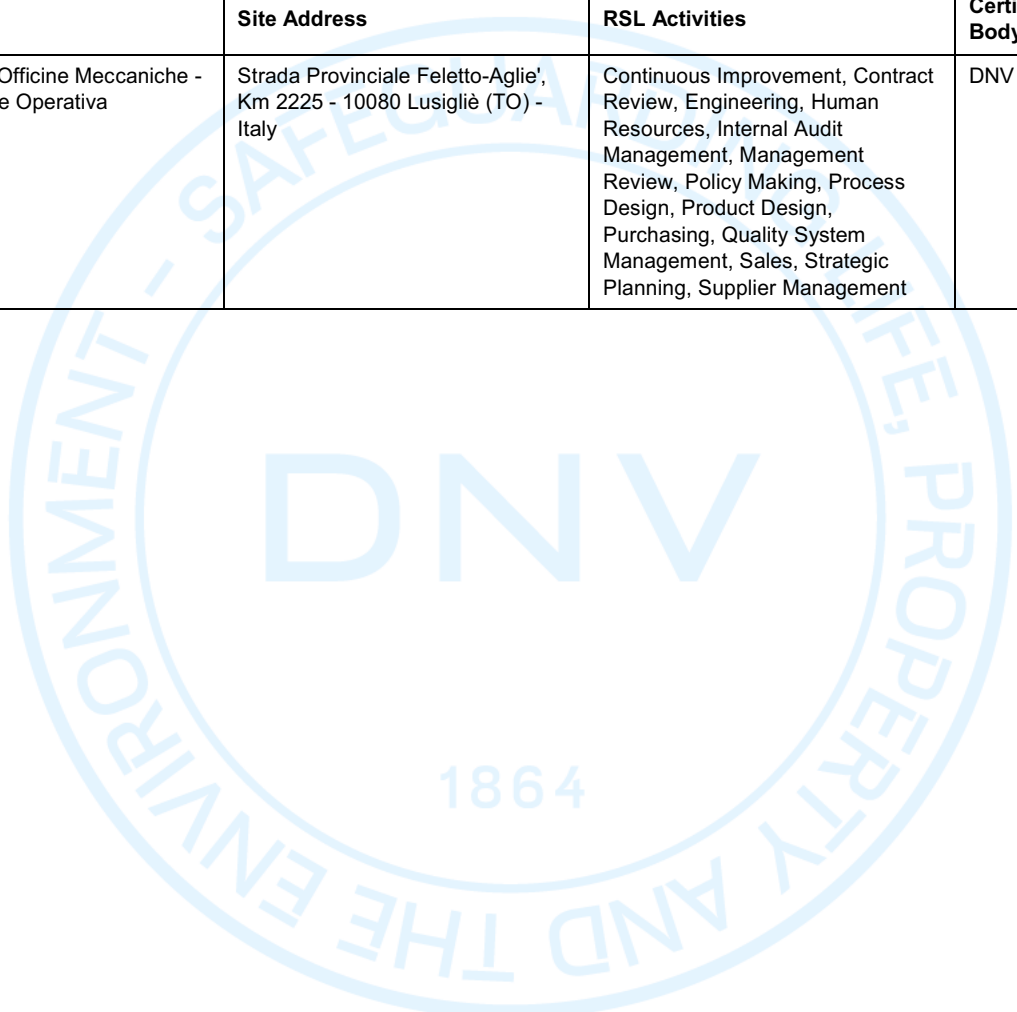 Site Address
RSL Activities
Certi
Body
Officine Meccaniche -
e Operativa
Strada Provinciale Feletto-Aglie',
Km 2225 - 10080 Lusigliè (TO) -
Italy
Continuous Improvement, Contract
Review, Engineering, Human
Resources, Internal Audit
Management, Management
Review, Policy Making, Process
Design, Product Design,
Purchasing, Quality System
Management, Sales, Strategic
Planning, Supplier Management
DNV
SAFEGUARDING LIFE, PROPERTY AND THE ENVIRONMENT -
DNV
1864